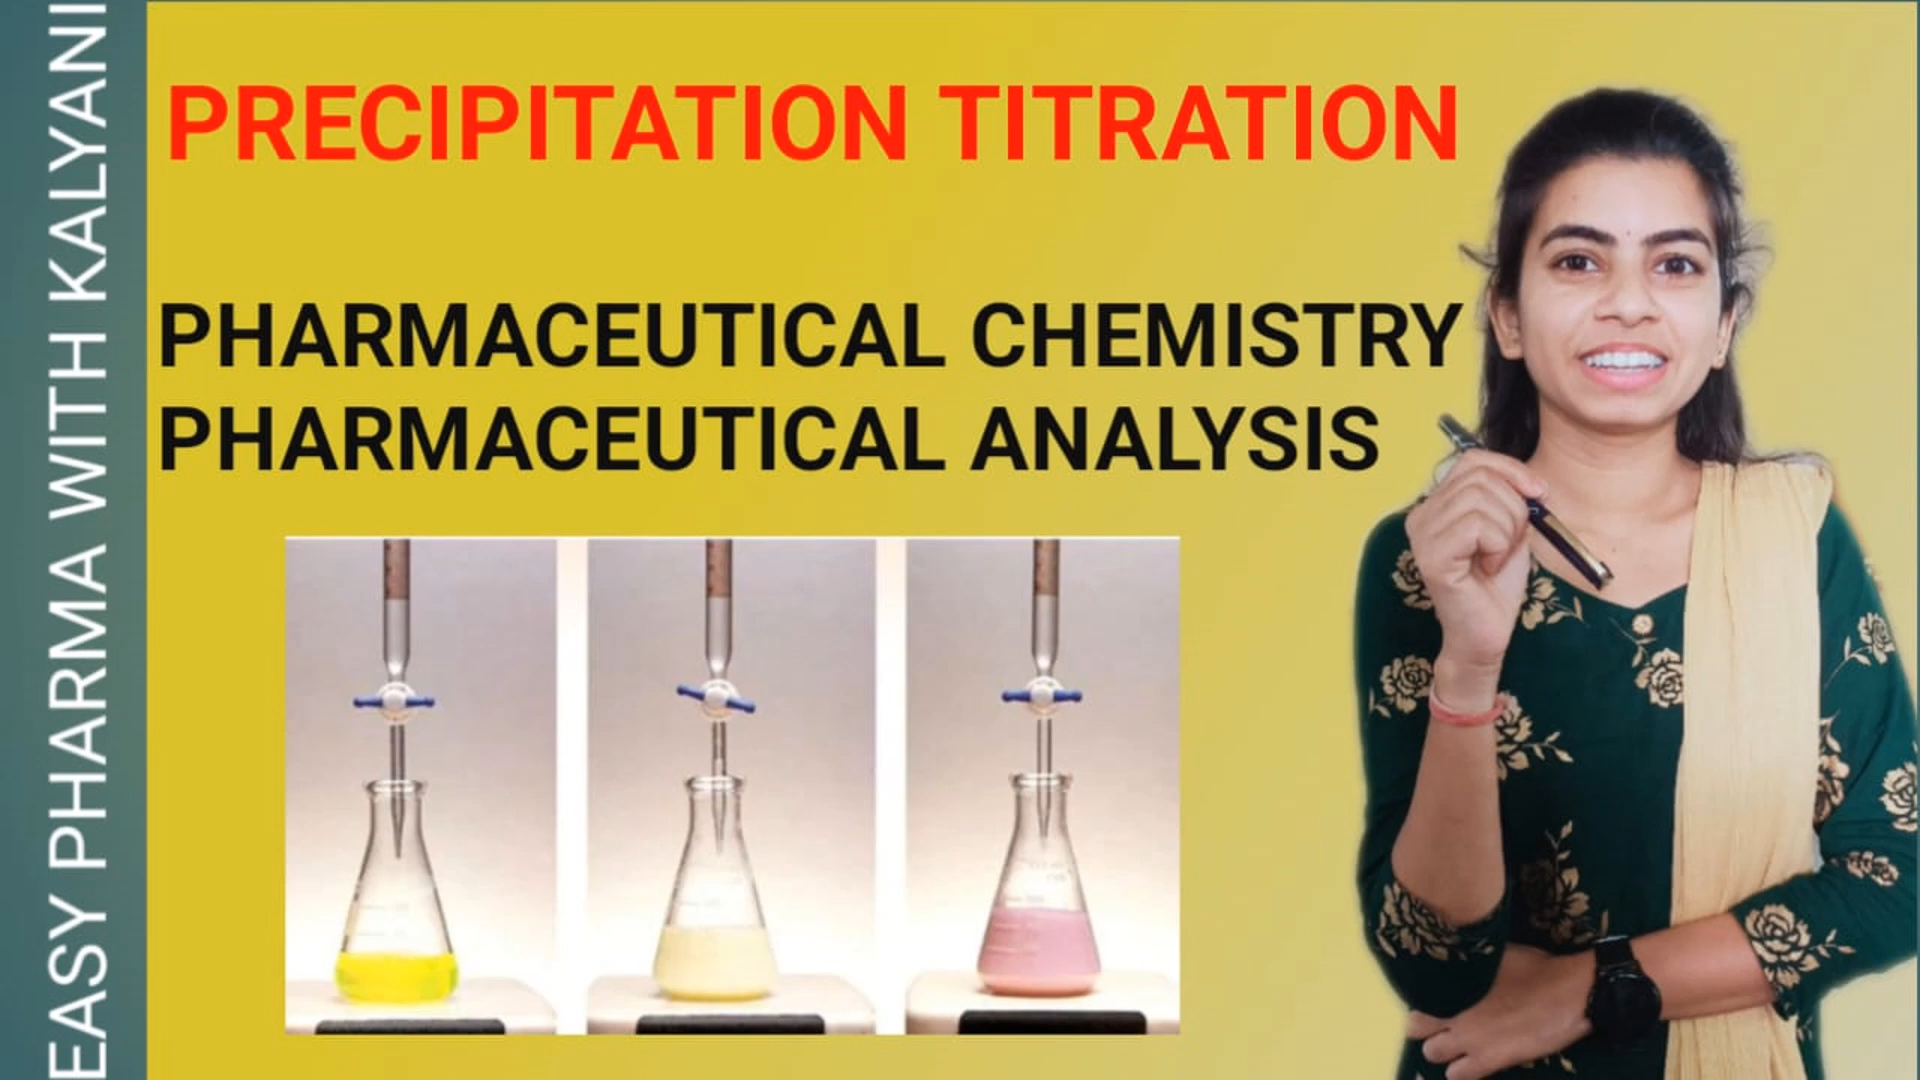 EASY PHARMA WITH KALYANI
PRECIPITATION TITRATION
PHARMACEUTICAL CHEMISTRY
PHARMACEUTICAL ANALYSIS